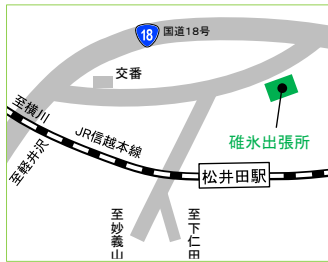 18 国道18号
交番
碓氷出張所
至横川
至軽井沢
JR信越本線
松井田駅
至妙義山
至下仁田